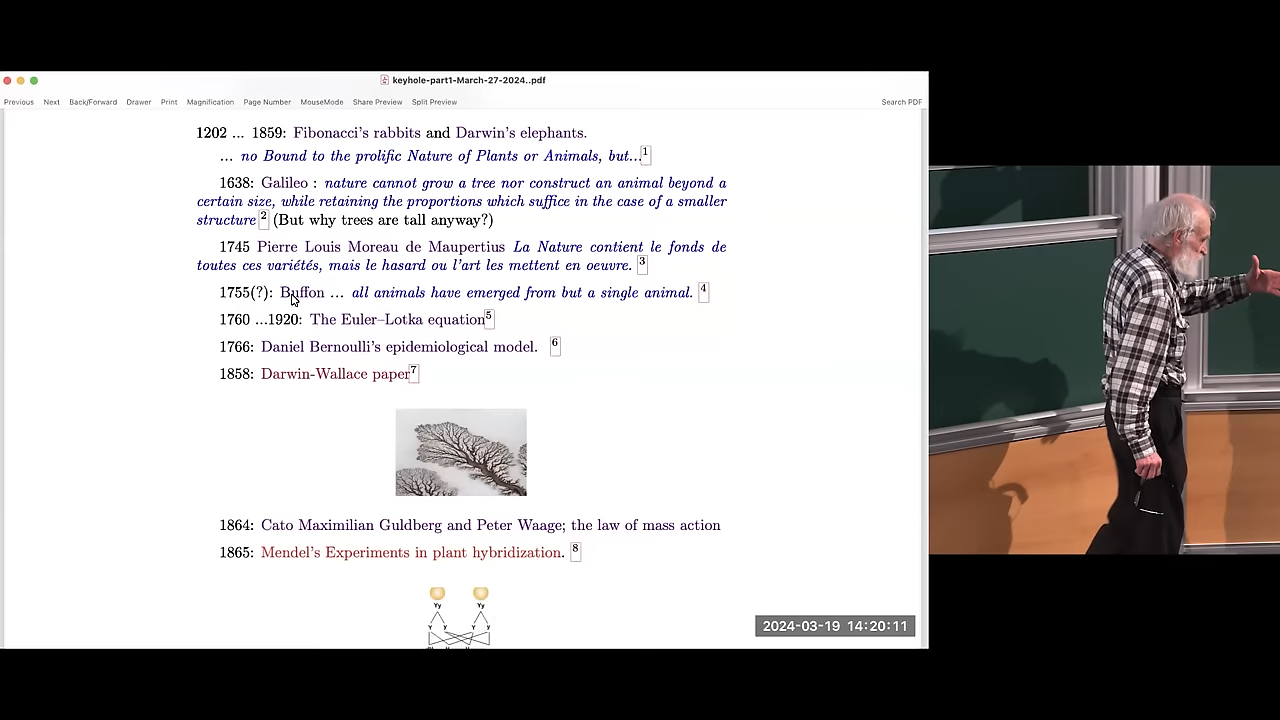 keyhole-part1-March-27-2024..pdf
Previous Next Back/Forward Drawer Print Magnification Page Number MouseMode Share Preview Split Preview Search PDF
1202 ... 1859: Fibonacci's rabbits and Darwin's elephants.
... no Bound to the prolific Nature of Plants or Animals, but...1
1638: Galileo : nature cannot grow a tree nor construct an animal beyond a
certain size, while retaining the proportions which suffice in the case of a smaller
structure 2 (But why trees are tall anyway?)
1745 Pierre Louis Moreau de Maupertius La Nature contient le fonds de
toutes ces variétés, mais le hasard ou l'art les mettent en oeuvre. 3
1755(?): Buffon ... all animals have emerged from but a single animal. 4
1760 ...1920: The Euler–Lotka equation5
1766: Daniel Bernoulli's epidemiological model. 6
1858: Darwin-Wallace paper7
1864: Cato Maximilian Guldberg and Peter Waage; the law of mass action
1865: Mendel's Experiments in plant hybridization. 8
Yy Yy
Y y Y y
2024-03-19 14:20:11